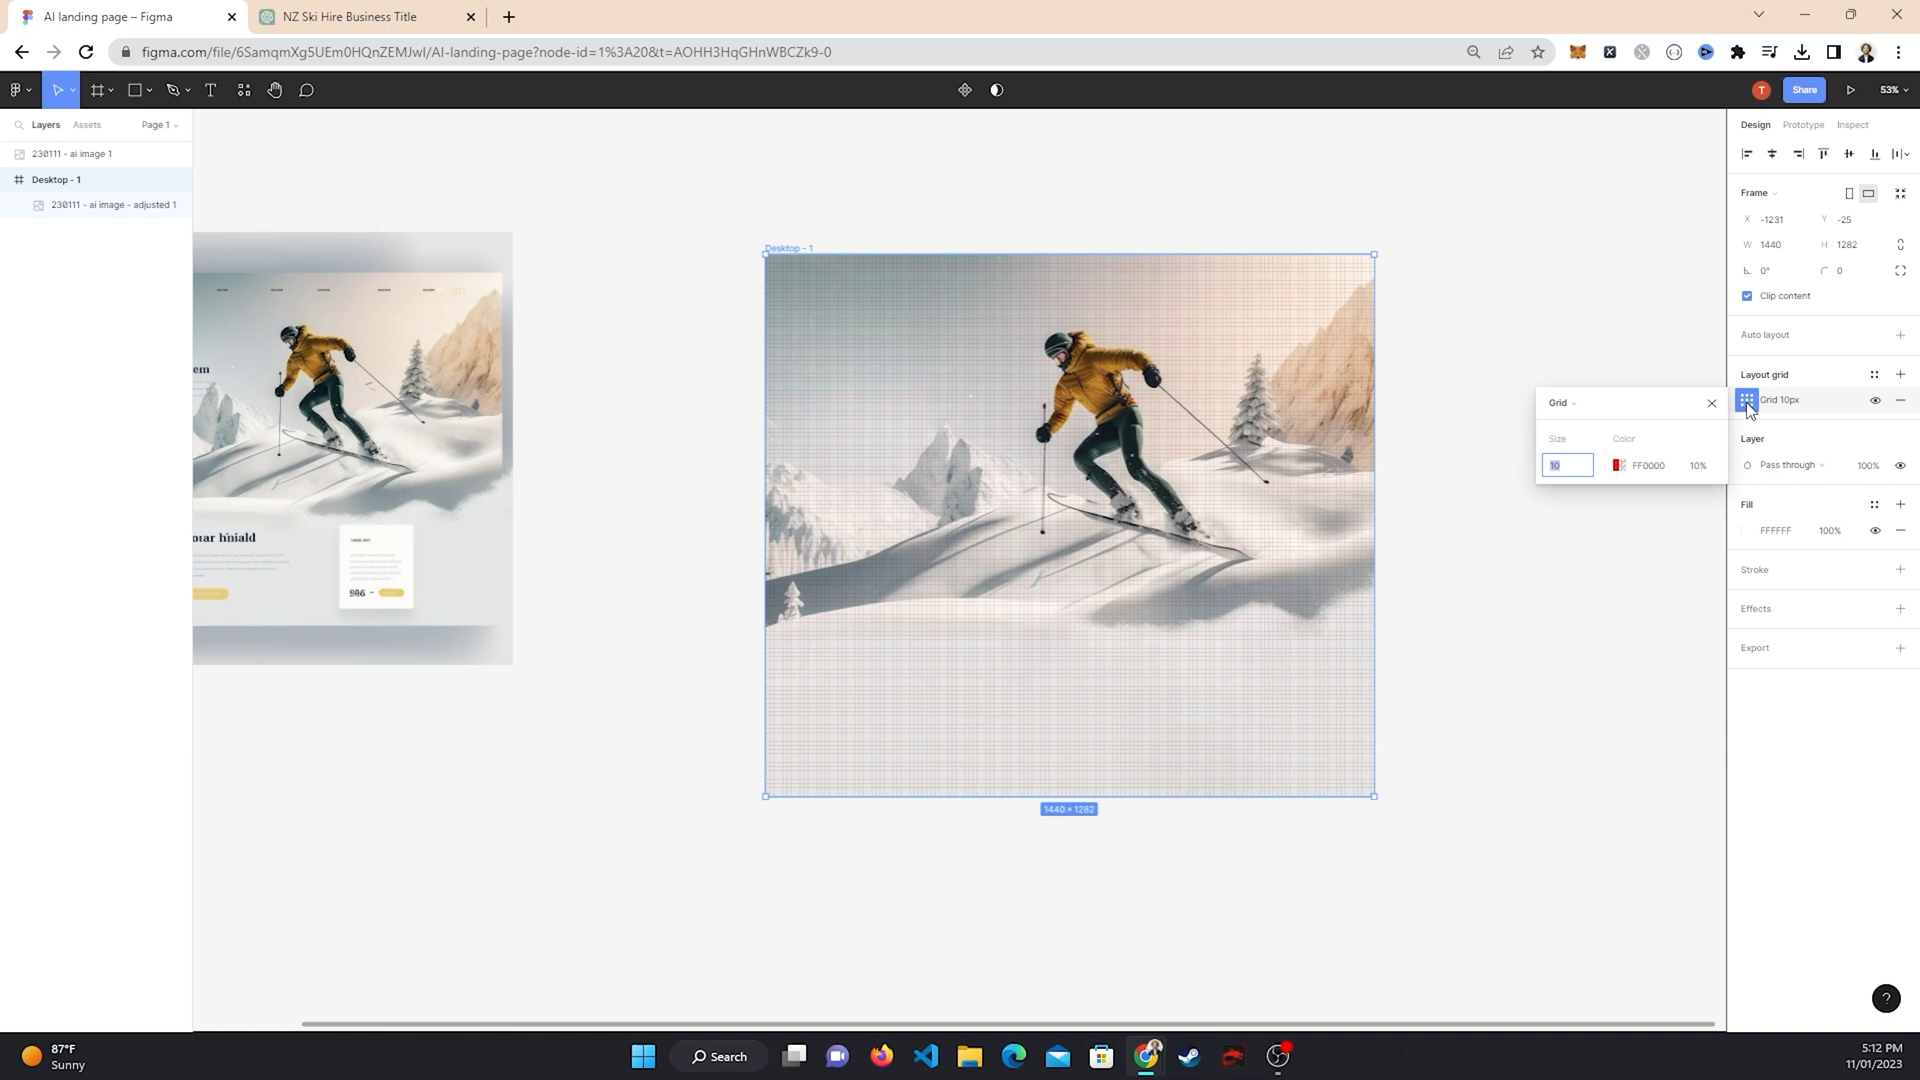 AI landing page – Figma
NZ Ski Hire Business Title
figma.com/file/6SamqmXg5UEm0HQnZEMJwI/AI-landing-page?node-id=1%3A20&t=AOHH3HqGHnWBCZk9-0
T
Share
53%
Layers
Assets
Page 1
230111 - ai image 1
Desktop - 1
230111 - ai image - adjusted 1
em
our hniald
Desktop - 1
1440 × 1282
Grid
Size
Color
10
FF0000
10%
Design
Prototype
Inspect
Frame
X
-1231
Y
-25
W
1440
H
1282
0°
0
Clip content
Auto layout
Layout grid
Grid 10px
Layer
Pass through
100%
Fill
FFFFFF
100%
Stroke
Effects
Export
?
87°F
Sunny
Search
5:12 PM
11/01/2023